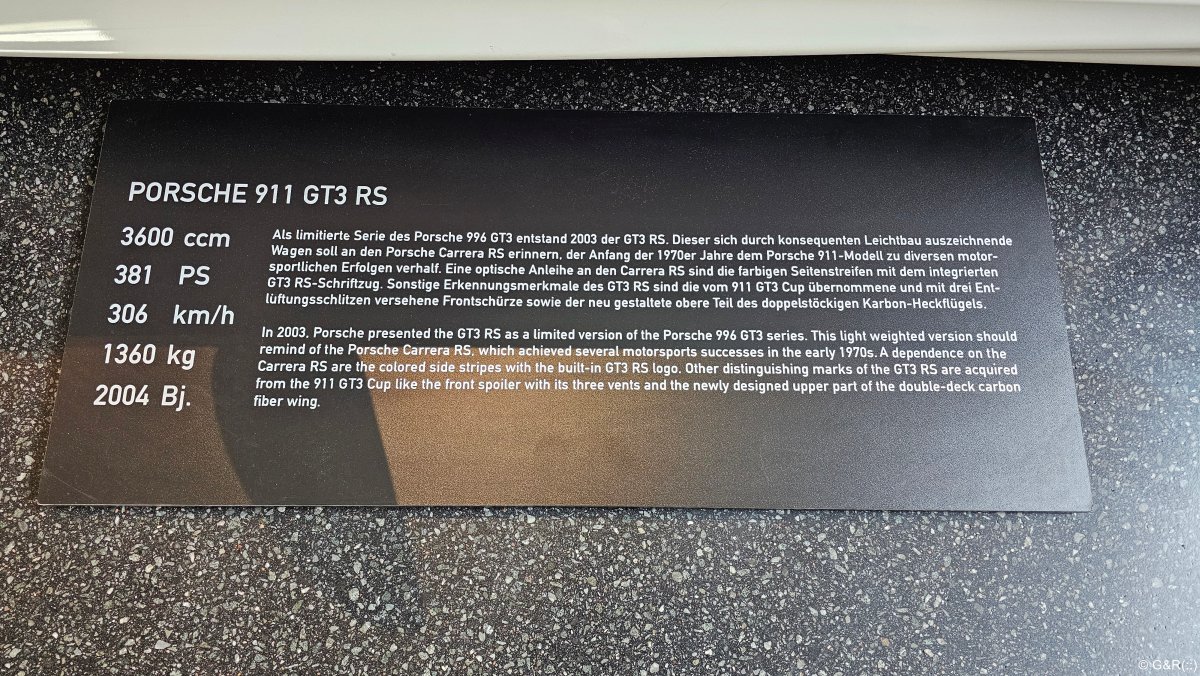 PORSCHE 911 GT3 RS
3600 ccm
381 PS
306 km/h
1360 kg
2004 Bj.
Als limitierte Serie des Porsche 996 GT3 entstand 2003 der GT3 RS. Dieser sich durch konsequenten Leichtbau auszeichnende
Wagen soll an den Porsche Carrera RS erinnern, der Anfang der 1970er Jahre dem Porsche 911-Modell zu diversen motor-
sportlichen Erfolgen verhalf. Eine optische Anleihe an den Carrera RS sind die farbigen Seitenstreifen mit dem integrierten
GT3 RS-Schriftzug. Sonstige Erkennungsmerkmale des GT3 RS sind die vom 911 GT3 Cup übernommene und mit drei Ent-
lüftungsschlitzen versehene Frontschürze sowie der neu gestaltete obere Teil des doppelstöckigen Karbon-Heckflügels.
In 2003, Porsche presented the GT3 RS as a limited version of the Porsche 996 GT3 series. This light weighted version should
remind of the Porsche Carrera RS, which achieved several motorsports successes in the early 1970s. A dependence on the
Carrera RS are the colored side stripes with the built-in GT3 RS logo. Other distinguishing marks of the GT3 RS are acquired
from the 911 GT3 Cup like the front spoiler with its three vents and the newly designed upper part of the double-deck carbon
fiber wing.
© G&R(;;)